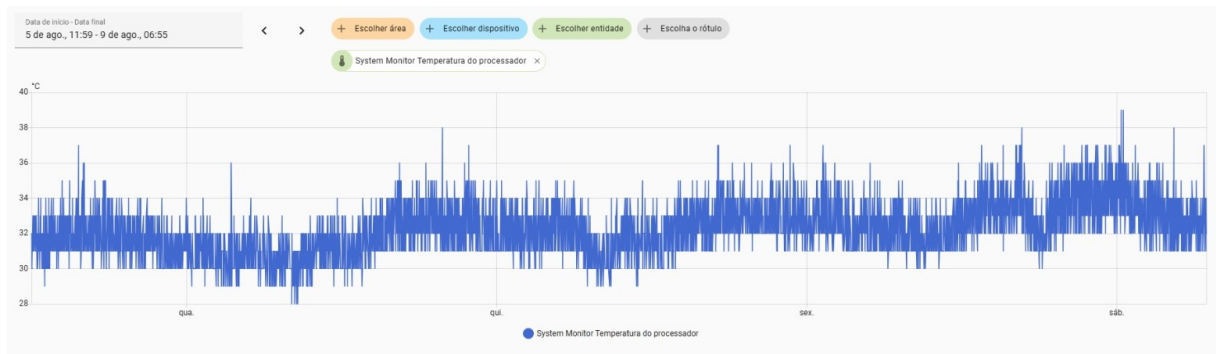 Data de início - Data final
5 de ago., 11:59 - 9 de ago., 06:55
+ Escolher área
+ Escolher dispositivo
+ Escolher entidade
+ Escolha o rótulo
System Monitor Temperatura do processador ×
°C
40
38
36
34
32
30
28
qua. qui. sex. sáb.
System Monitor Temperatura do processador